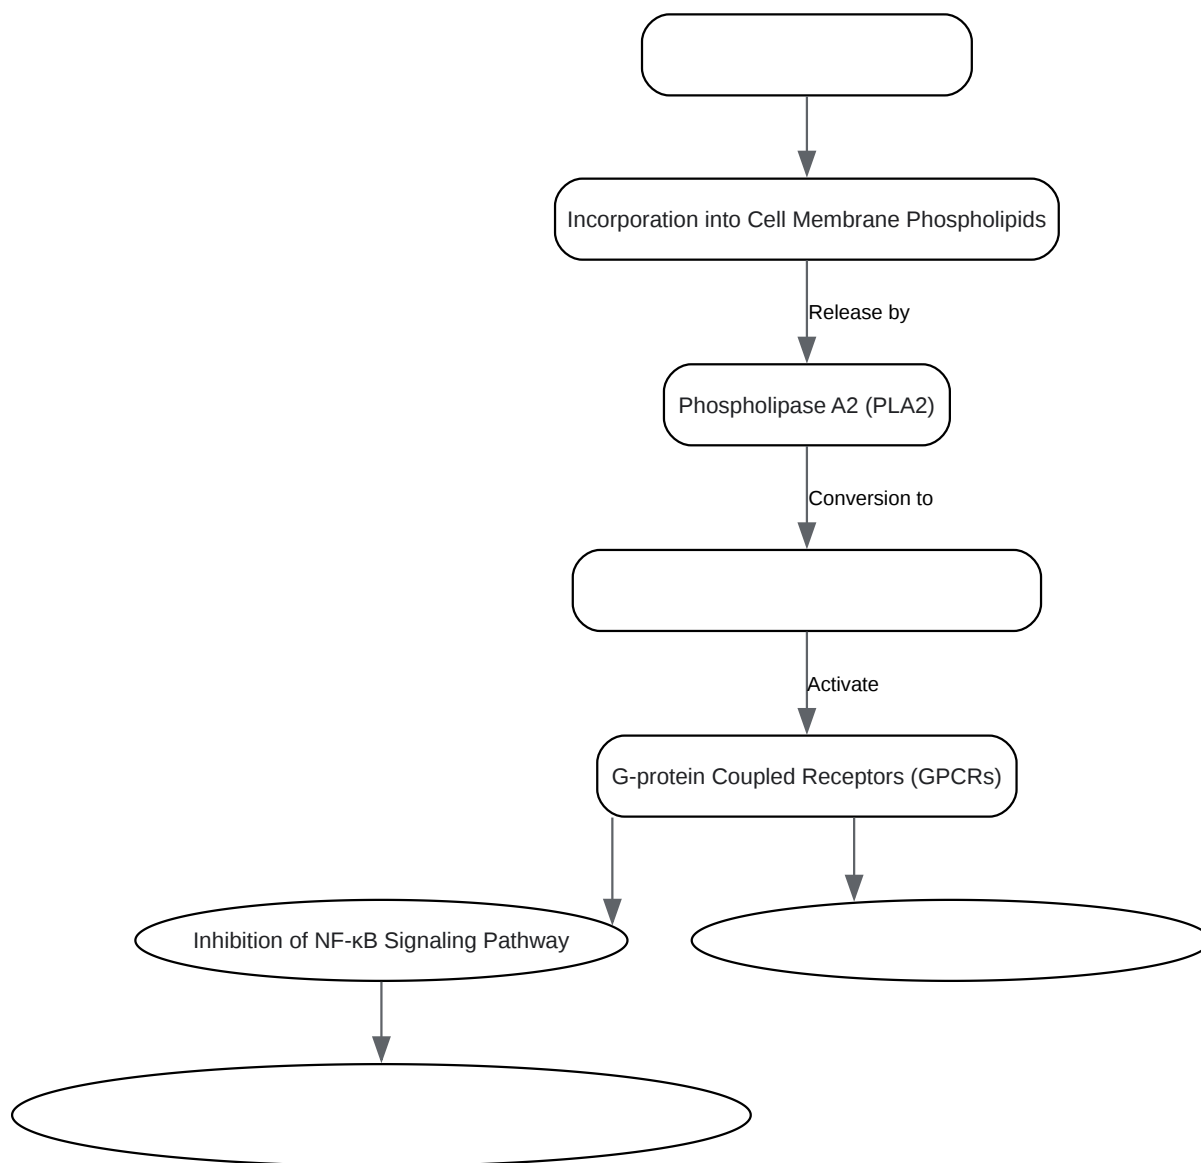 Incorporation into Cell Membrane Phospholipids
Release by
Phospholipase A2 (PLA2)
Conversion to
Activate
G-protein Coupled Receptors (GPCRs)
Inhibition of NF-κB Signaling Pathway